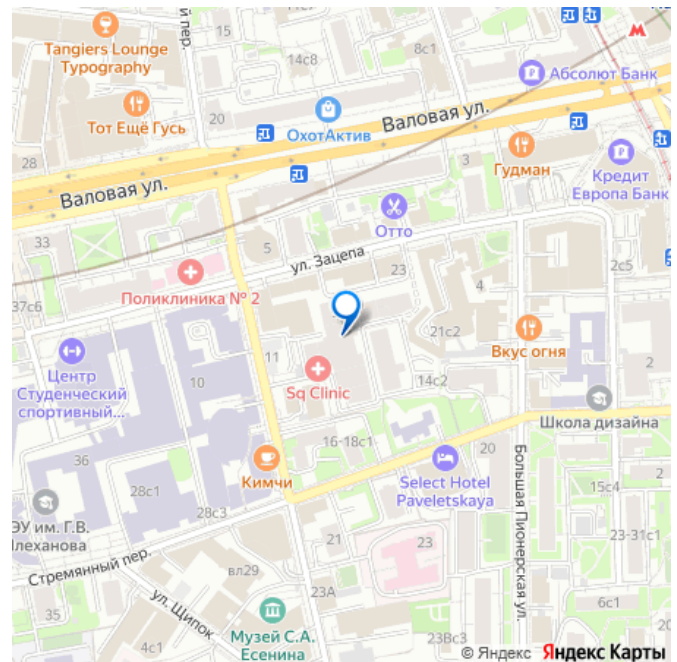 й пер.
Tangiers Lounge
Typography
14с8
8с1
Абсолют Банк
Тот Ещё Гусь
20
ОхотАктив
Валовая ул.
28
3
Гудман
Кредит
Европа Банк
Валовая ул.
Отто
33
5
ул. Зацепа
23
2с5
37с6
Поликлиника № 2
4
21с2
Вкус огня
11
Центр
Студенческий
спортивный...
10
Sq Clinic
14с2
2
Школа дизайна
16-18с1
36
Кимчи
20
Select Hotel
Paveletskaya
Большая Пионерская ул.
2
15с4
28с1
28с3
ЭУ им. Г.В.
Плеханова
21
23
23-31с1
Стремянный пер.
вл29
23А
ул. Щипок
35
6с1
4с1
Музей С.А.
Есенина
23Вс3
© Яндекс Яндекс Карты